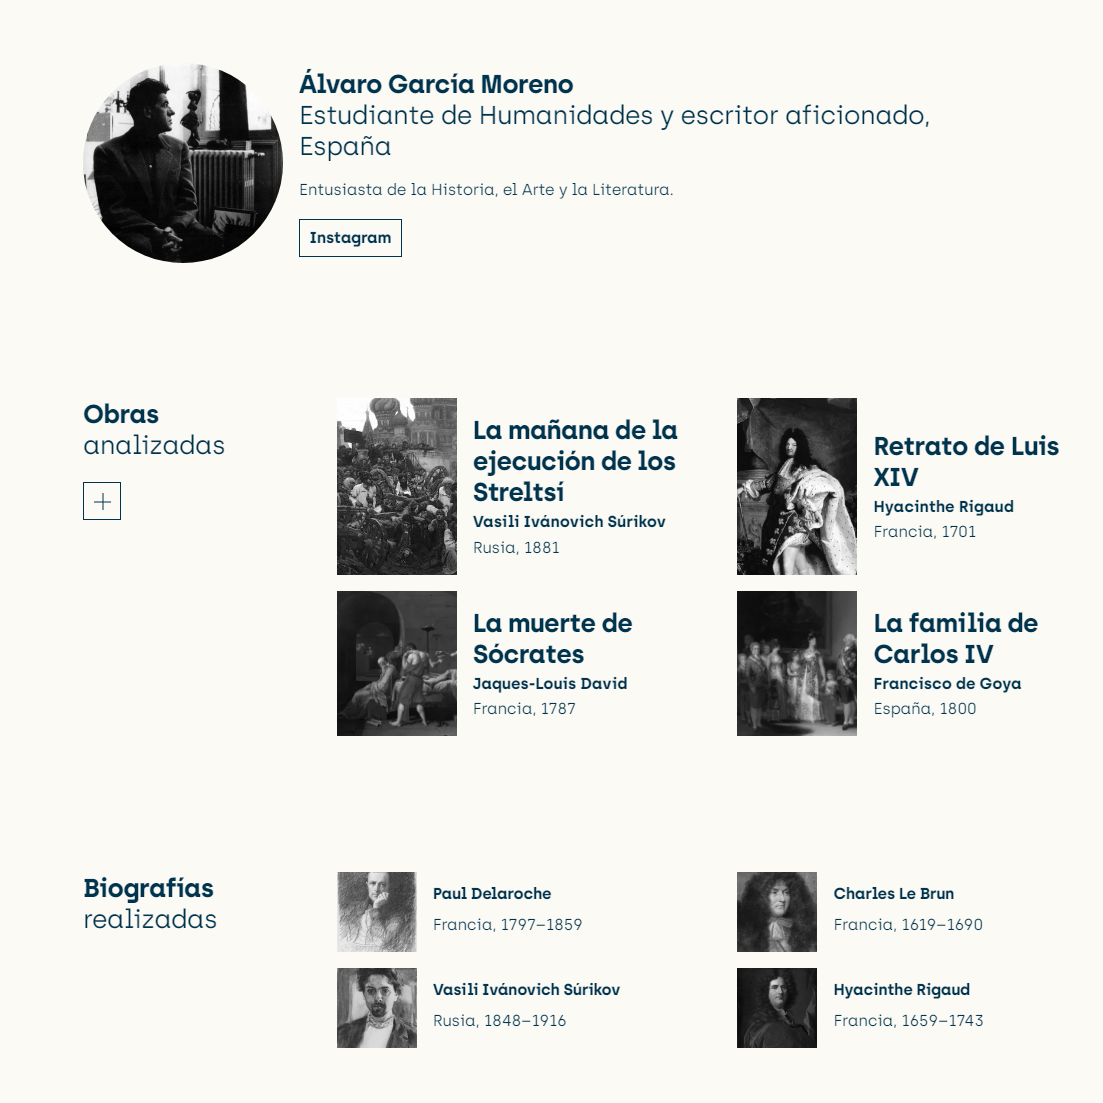 Álvaro García Moreno
Estudiante de Humanidades y escritor aficionado,
España
Entusiasta de la Historia, el Arte y la Literatura.
Instagram
Obras
analizadas
La mañana de la
ejecución de los
Streltsí
Vasili Ivánovich Súrikov
Rusia, 1881
Retrato de Luis
XIV
Hyacinthe Rigaud
Francia, 1701
La muerte de
Sócrates
Jaques-Louis David
Francia, 1787
La familia de
Carlos IV
Francisco de Goya
España, 1800
Biografías
realizadas
Paul Delaroche
Francia, 1797–1859
Charles Le Brun
Francia, 1619–1690
Vasili Ivánovich Súrikov
Rusia, 1848–1916
Hyacinthe Rigaud
Francia, 1659–1743